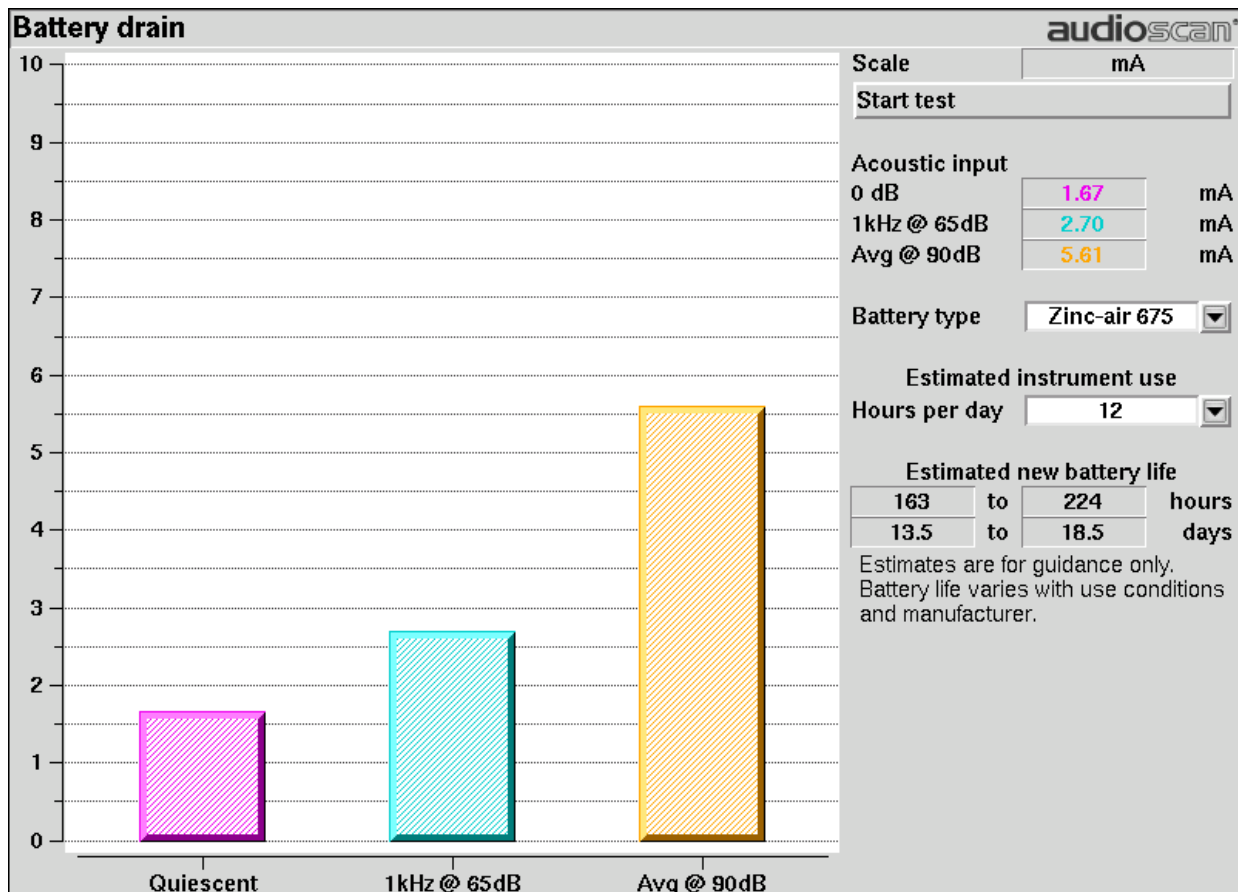 Battery drain
audioscan
10
9
8
7
6
5
4
3
2
1
0
Quiescent 1kHz @ 65dB Avg @ 90dB
Scale mA
Start test
Acoustic input
0 dB 1.67 mA
1kHz @ 65dB 2.70 mA
Avg @ 90dB 5.61 mA
Battery type Zinc-air 675
Estimated instrument use
Hours per day 12
Estimated new battery life
163 to 224 hours
13.5 to 18.5 days
Estimates are for guidance only.
Battery life varies with use conditions
and manufacturer.